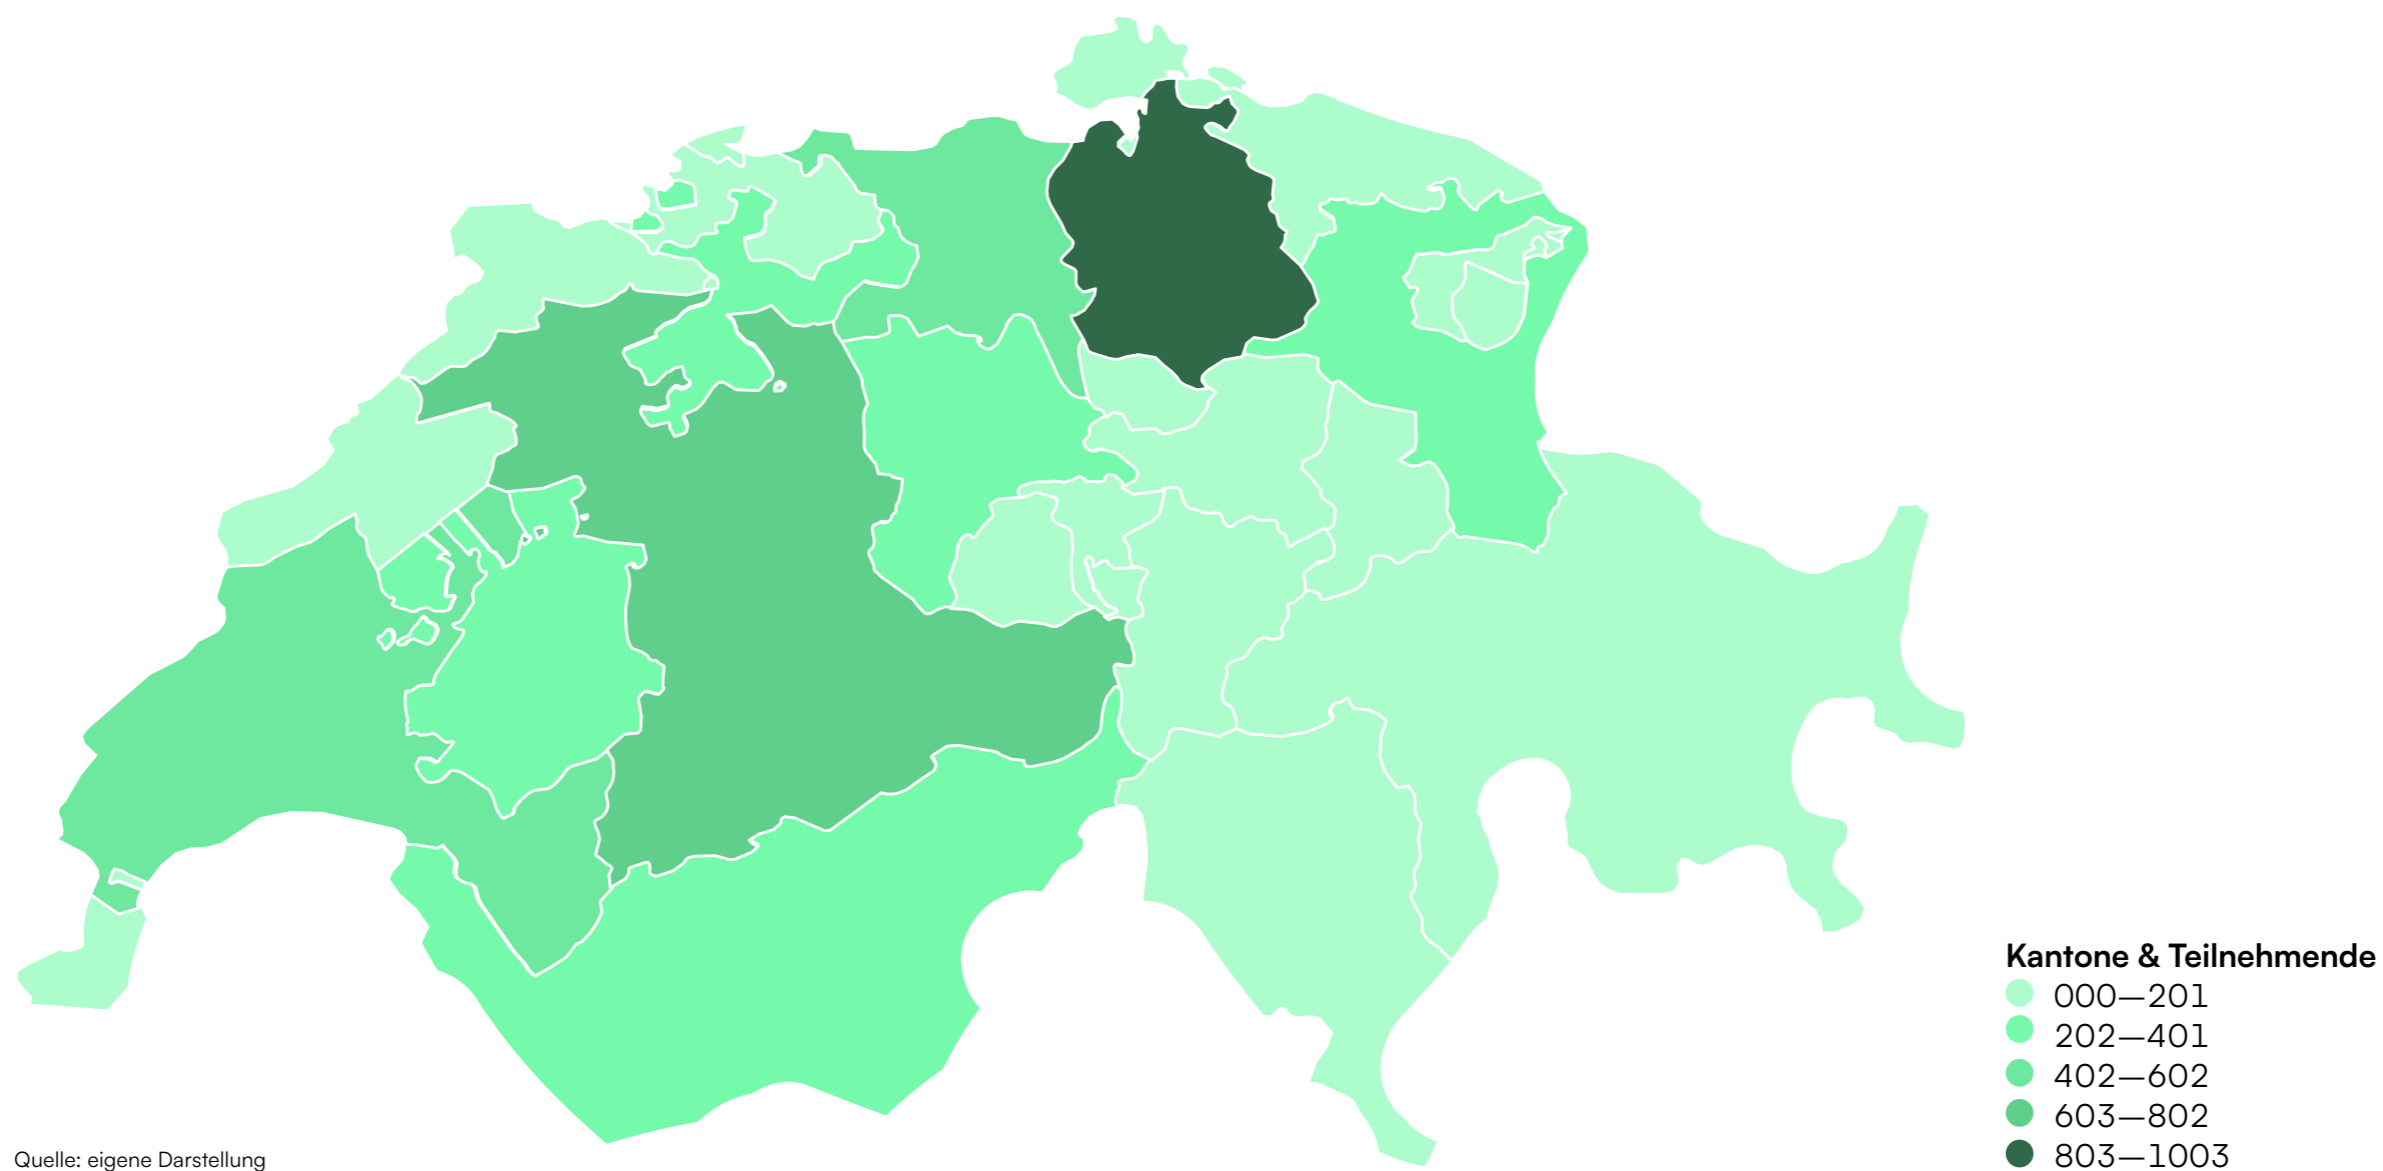 Kantone & Teilnehmende
000—201
202—401
402—602
603—802
803—1003
Quelle: eigene Darstellung